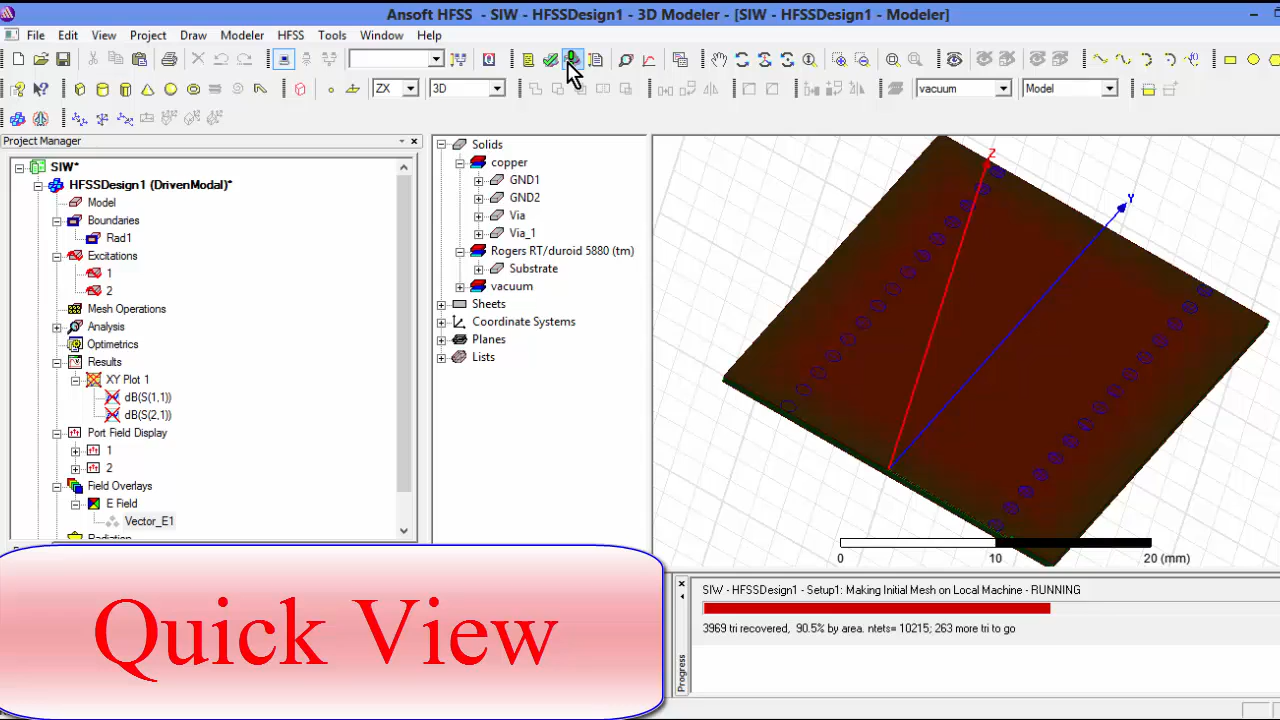 Ansoft HFSS - SIW - HFSSDesign1 - 3D Modeler - [SIW - HFSSDesign1 - Modeler]
File Edit View Project Draw Modeler HFSS Tools Window Help
ZX 3D vacuum Model
Project Manager
SIW*
HFSSDesign1 (DrivenModal)*
Model
Boundaries
Rad1
Excitations
1
2
Mesh Operations
Analysis
Optimetrics
Results
XY Plot 1
dB(S(1,1))
dB(S(2,1))
Port Field Display
1
2
Field Overlays
E Field
Vector_E1
Radiation
Solids
copper
GND1
GND2
Via
Via_1
Rogers RT/duroid 5880 (tm)
Substrate
vacuum
Sheets
Coordinate Systems
Planes
Lists
Z
Y
0 10 20 (mm)
Quick View
Progress
SIW - HFSSDesign1 - Setup1: Making Initial Mesh on Local Machine - RUNNING
3969 tri recovered, 90.5% by area. ntets= 10215; 263 more tri to go